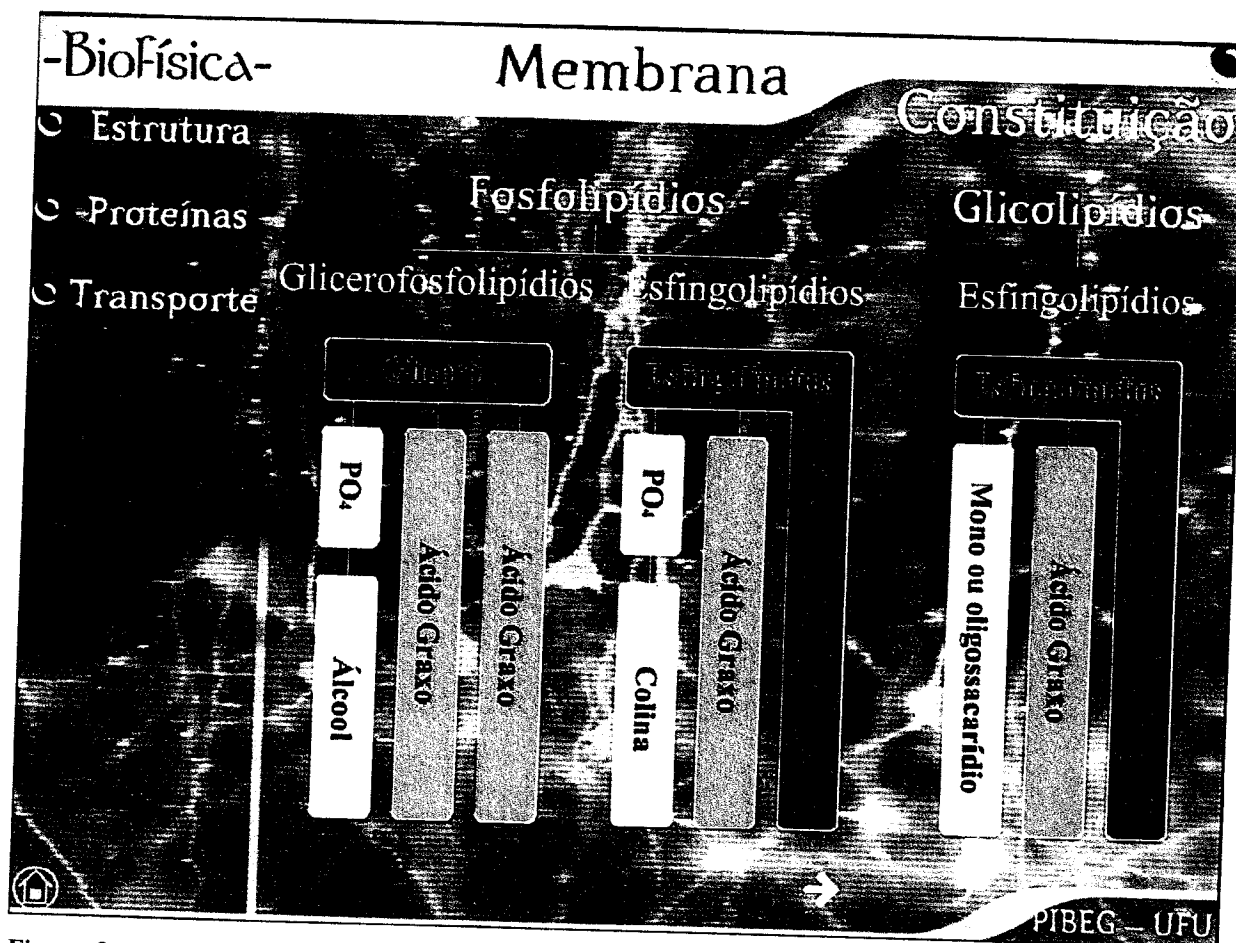 -Biofísica-
Membrana
Constituição
Estrutura
Proteínas
Transporte
Fosfolipídios
Glicolipídios
Glicerofosfolipídios
Esfingolipídios
Esfingolipídios
PO₄
Álcool
Ácido Graxo
Ácido Graxo
PO₄
Colina
Ácido Graxo
Mono ou oligossacarídio
Ácido Graxo
PIBEG – UFU